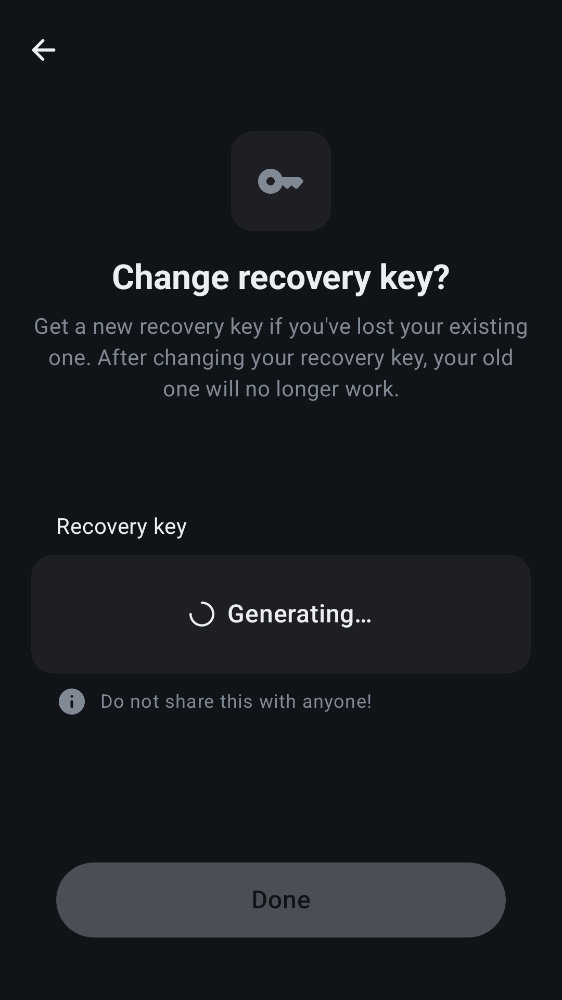 Change recovery key?
Get a new recovery key if you've lost your existing
one. After changing your recovery key, your old
one will no longer work.
Recovery key
Generating…
Do not share this with anyone!
Done